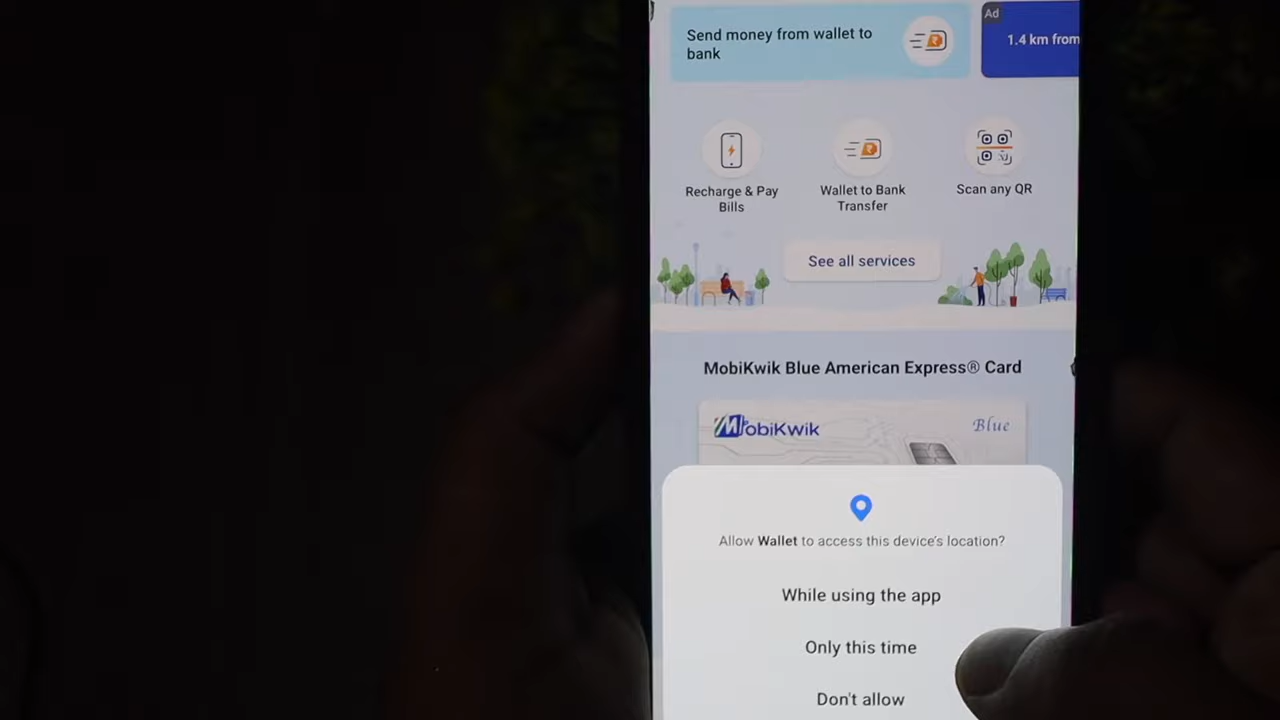 Send money from wallet to
bank
Ad
1.4 km from
Recharge & Pay
Bills
Wallet to Bank
Transfer
Scan any QR
See all services
MobiKwik Blue American Express® Card
MobiKwik
Blue
Allow Wallet to access this device's location?
While using the app
Only this time
Don't allow